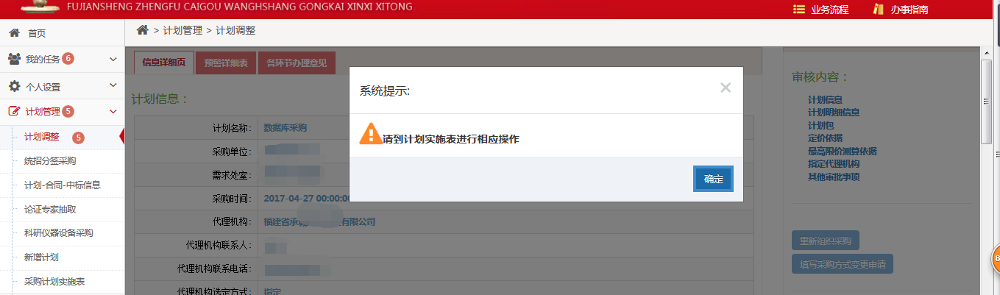 FUJIANSHENG ZHENGFU CAIGOU WANGHSHANG GONGKAI XINXI XITONG
业务流程
办事指南
首页
> 计划管理 > 计划调整
我的任务 6
个人设置
计划管理 5
计划调整 5
统招分签采购
计划-合同-中标信息
论证专家抽取
科研仪器设备采购
新增计划
采购计划实施表
信息详细页
预警详细表
各环节办理意见
计划信息：
计划名称： 数据库采购
采购单位：
需求处室：
采购时间： 2017-04-27 00:00:0
代理机构： 福建省承 有限公司
代理机构联系人：
代理机构联系电话：
代理机构选定方式： 指定
系统提示:
×
请到计划实施表进行相应操作
确定
审核内容：
计划信息
计划明细信息
计划包
定价依据
最高限价测算依据
指定代理机构
其他审批事项
重新组织采购
填写采购方式变更申请